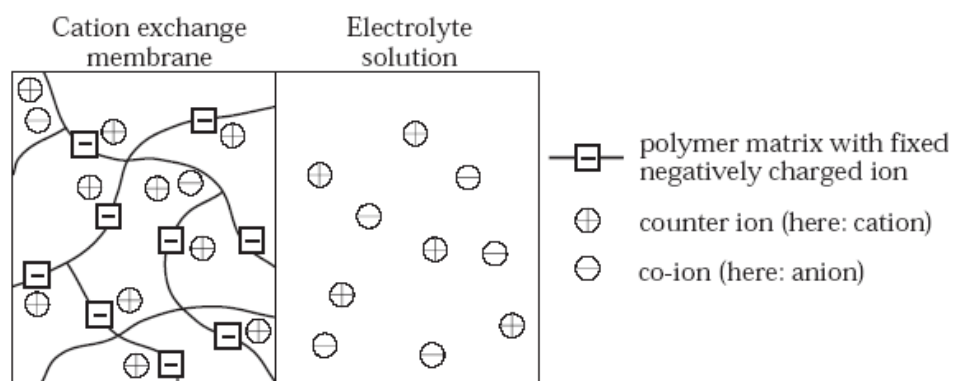 Cation exchange
membrane
Electrolyte
solution
polymer matrix with fixed
negatively charged ion
counter ion (here: cation)
co-ion (here: anion)